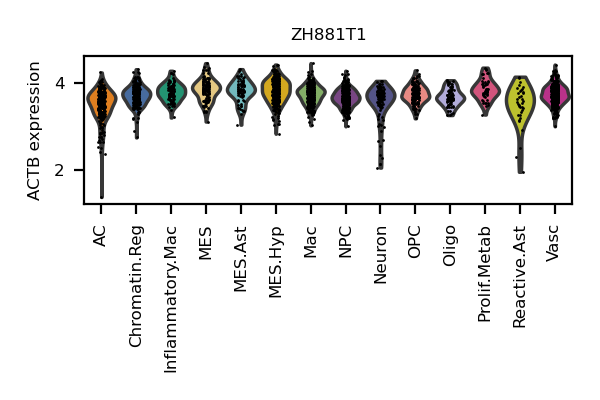 ZH881T1
ACTB expression
4
2
AC
Chromatin.Reg
Inflammatory.Mac
MES
MES.Ast
MES.Hyp
Mac
NPC
Neuron
OPC
Oligo
Prolif.Metab
Reactive.Ast
Vasc